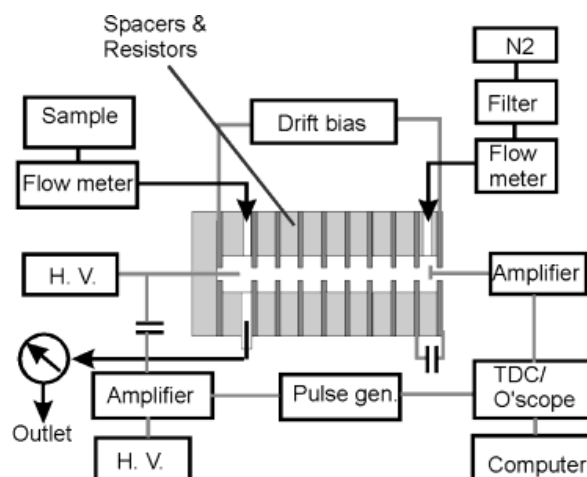 Spacers &
Resistors
N2
Sample
Drift bias
Filter
Flow meter
Flow
meter
H. V.
Amplifier
Amplifier
Pulse gen.
TDC/
O'scope
Outlet
H. V.
Computer